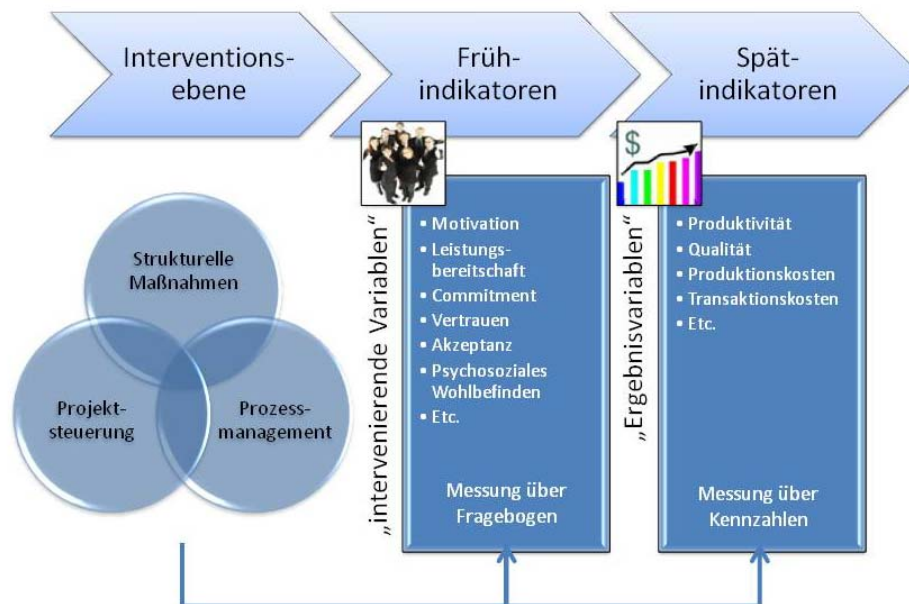 Interventions-
ebene
Früh-
indikatoren
Spät-
indikatoren
Strukturelle
Maßnahmen
Projekt-
steuerung
Prozess-
management
„intervenierende Variablen“
• Motivation
• Leistungs-
bereitschaft
• Commitment
• Vertrauen
• Akzeptanz
• Psychosoziales
Wohlbefinden
• Etc.
Messung über
Fragebogen
$
„Ergebnisvariablen“
• Produktivität
• Qualität
• Produktionskosten
• Transaktionskosten
• Etc.
Messung über
Kennzahlen